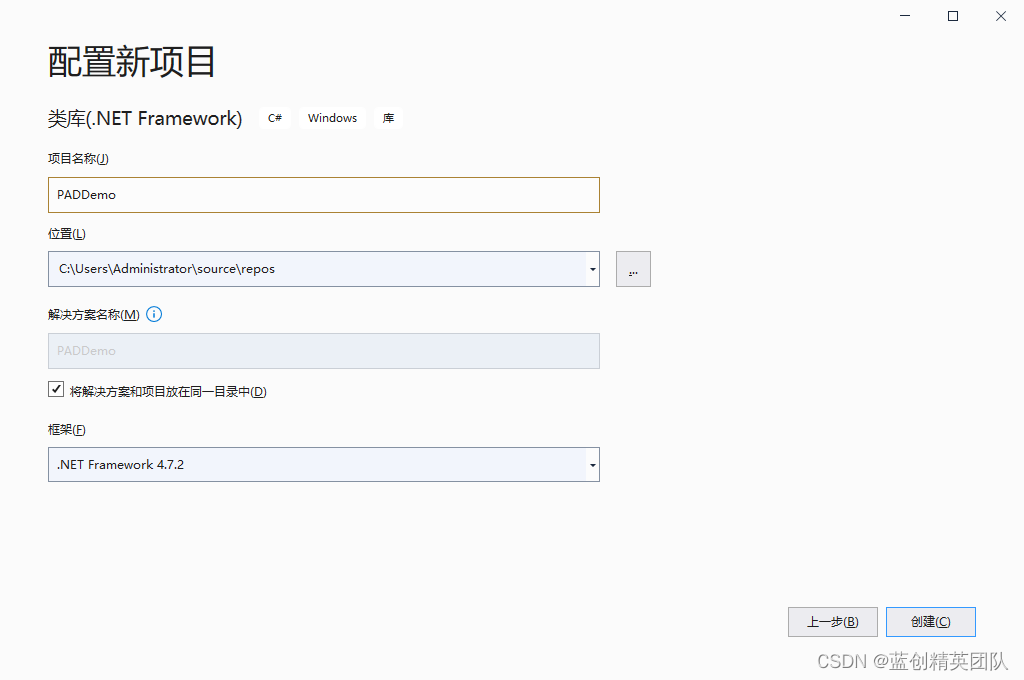 配置新项目
类库(.NET Framework) C# Windows 库
项目名称(J)
PADDemo
位置(L)
C:\Users\Administrator\source\repos
...
解决方案名称(M)
PADDemo
将解决方案和项目放在同一目录中(D)
框架(F)
.NET Framework 4.7.2
上一步(B) 创建(C)
CSDN @蓝创精英团队